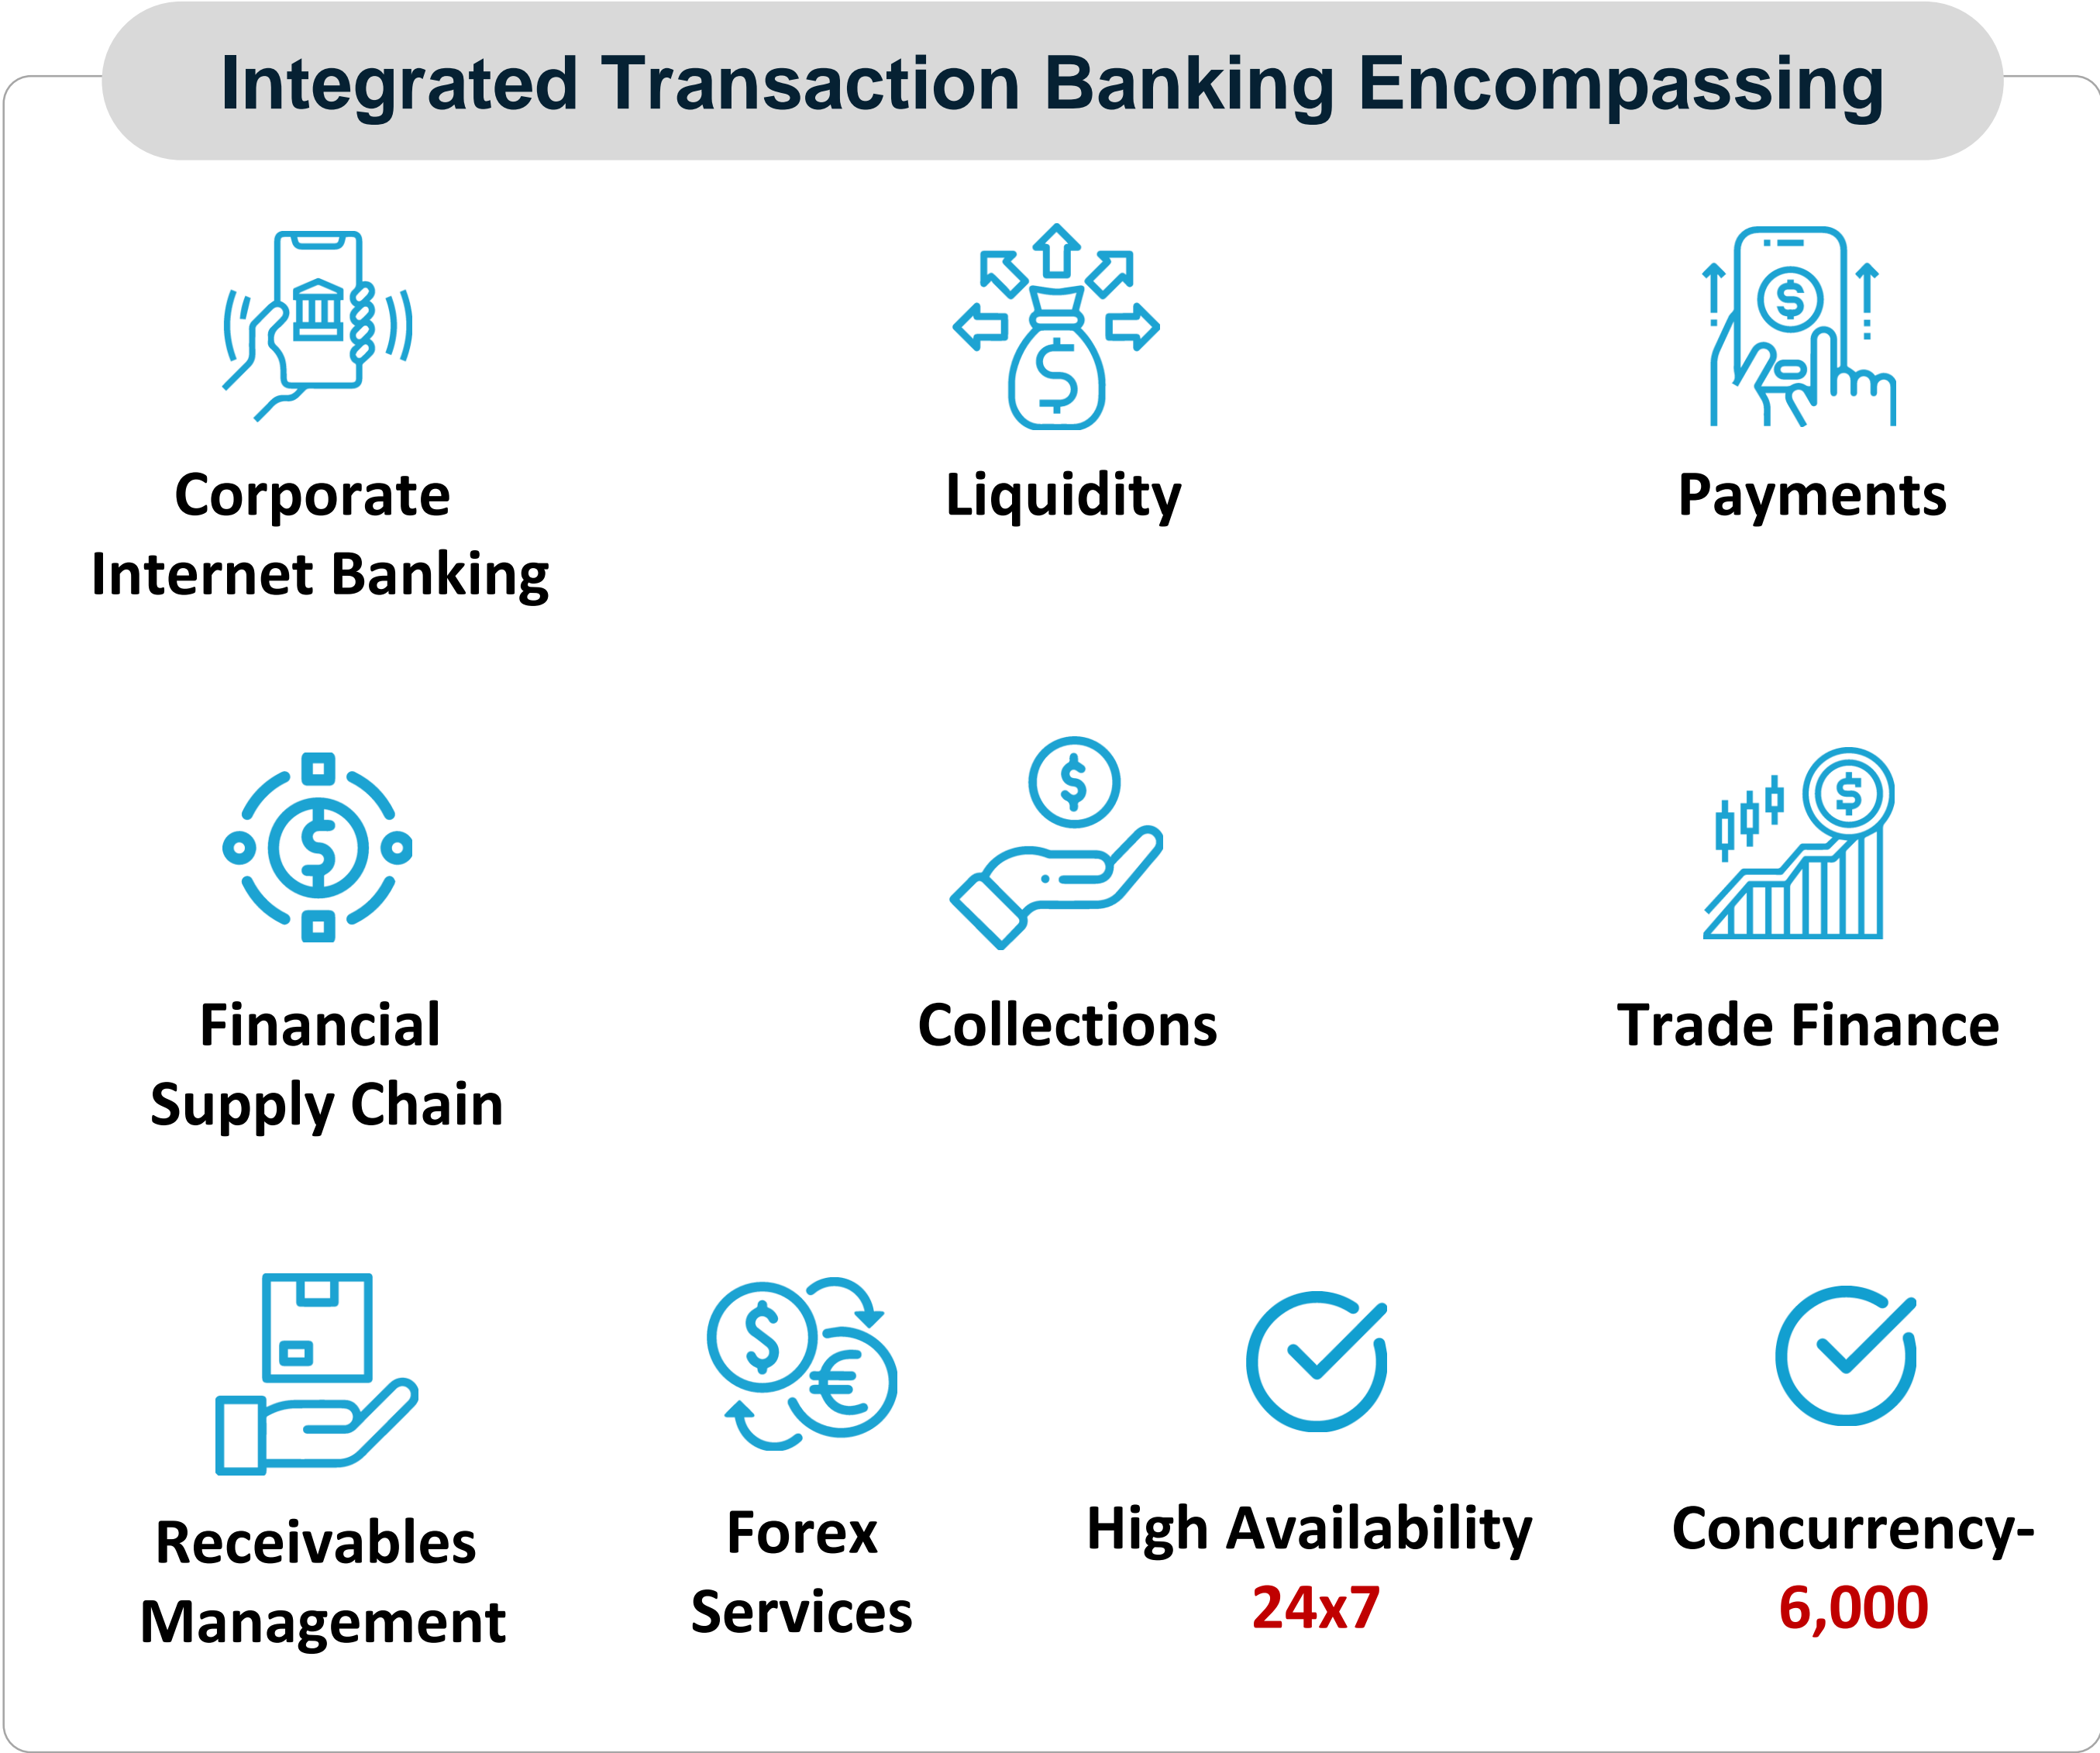 Integrated Transaction Banking Encompassing
Corporate
Internet Banking
Liquidity
Payments
Financial
Supply Chain
Collections
Trade Finance
Receivables
Management
Forex
Services
High Availability
24x7
Concurrency-
6,000